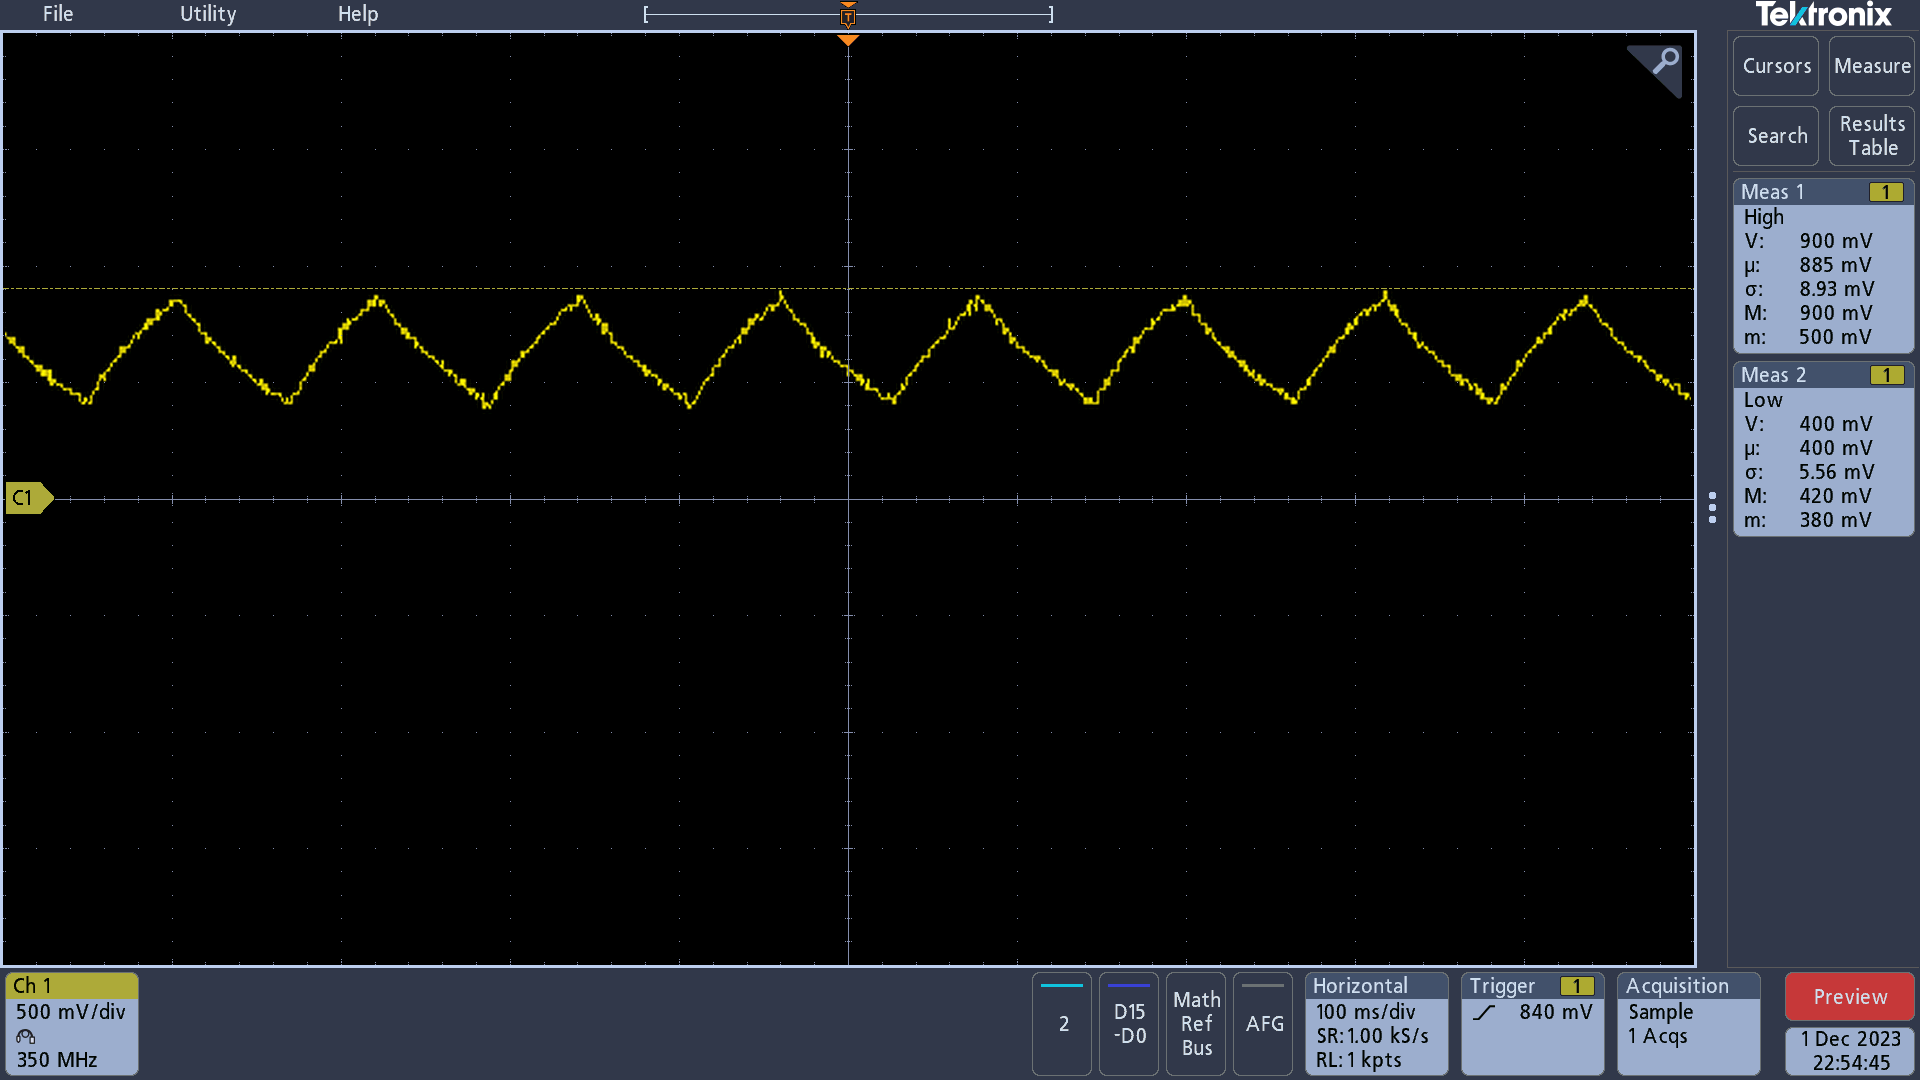 File Utility Help
T
Tektronix
Cursors Measure
Search Results Table
Meas 1 1
High
V: 900 mV
µ: 885 mV
σ: 8.93 mV
M: 900 mV
m: 500 mV
Meas 2 1
Low
V: 400 mV
µ: 400 mV
σ: 5.56 mV
M: 420 mV
m: 380 mV
C1
Ch 1
500 mV/div
350 MHz
2
D15
-D0
Math
Ref
Bus
AFG
Horizontal
100 ms/div
SR:1.00 kS/s
RL:1 kpts
Trigger 1
840 mV
Acquisition
Sample
1 Acqs
Preview
1 Dec 2023
22:54:45